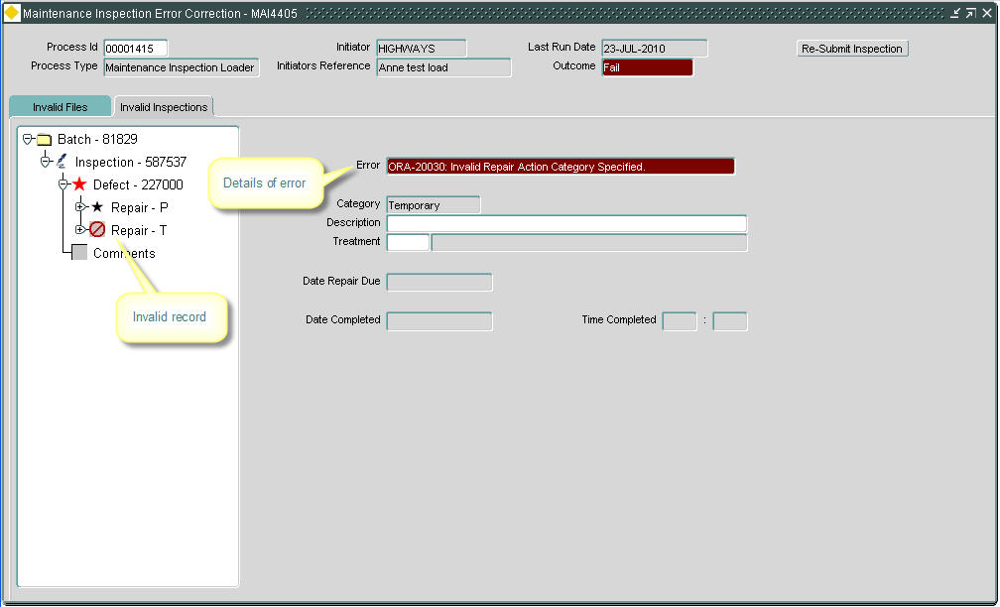 Maintenance Inspection Error Correction - MAI4405
Process Id 00001415 Initiator HIGHWAYS Last Run Date 23-JUL-2010 Re-Submit Inspection
Process Type Maintenance Inspection Loader Initiators Reference Anne test load Outcome Fail
Invalid Files Invalid Inspections
Batch - 81829
Inspection - 587537
Defect - 227000
Repair - P
Repair - T
Comments
Details of error
Invalid record
Error ORA-20030: Invalid Repair Action Category Specified.
Category Temporary
Description
Treatment
Date Repair Due
Date Completed Time Completed :